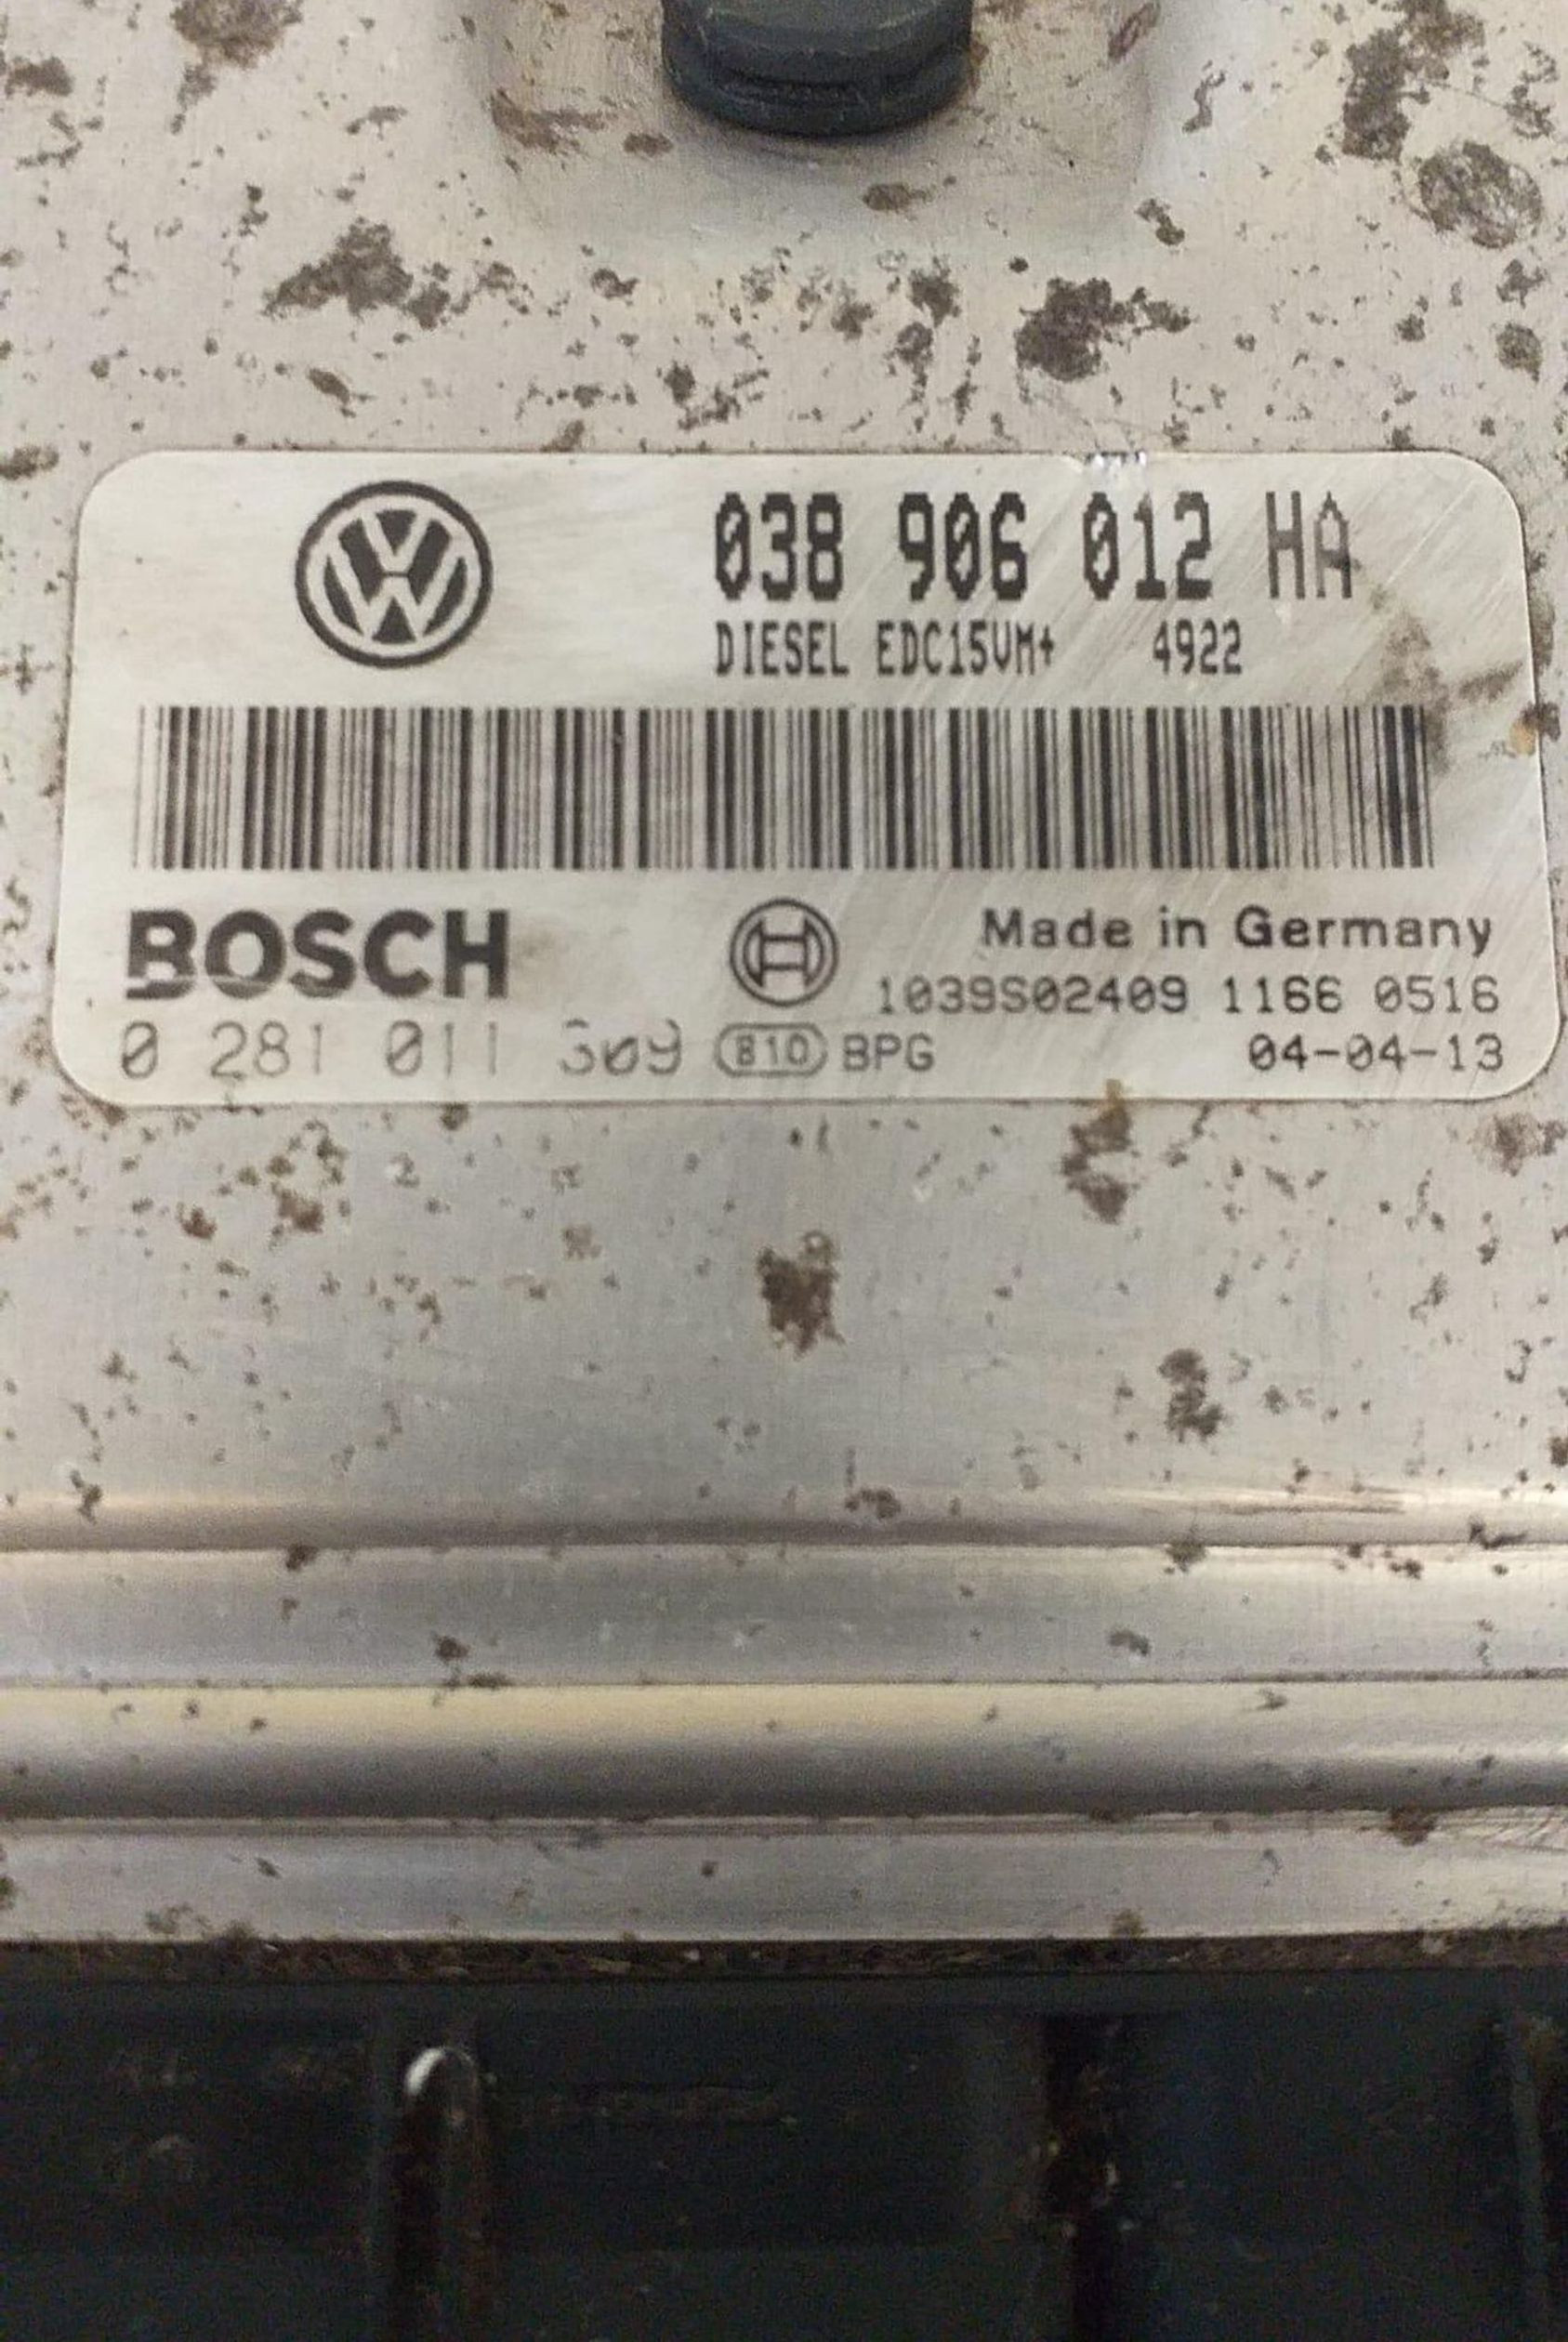 038 906 012 HA
DIESEL EDC15VM+ 4922
BOSCH
Made in Germany
1039S02409 1166 0516
0 281 011 309 810 BPG 04-04-13